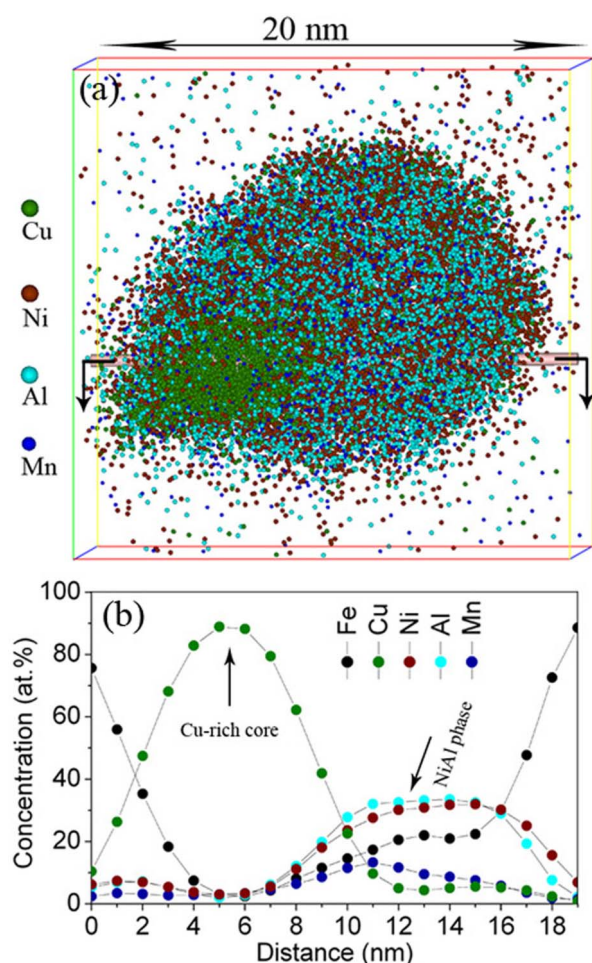 20 nm
(a)
Cu
Ni
Al
Mn
(b)
Fe
Cu
Ni
Al
Mn
Cu-rich core
NiAl phase
Concentration (at.%)
100
80
60
40
20
0
0 2 4 6 8 10 12 14 16 18
Distance (nm)